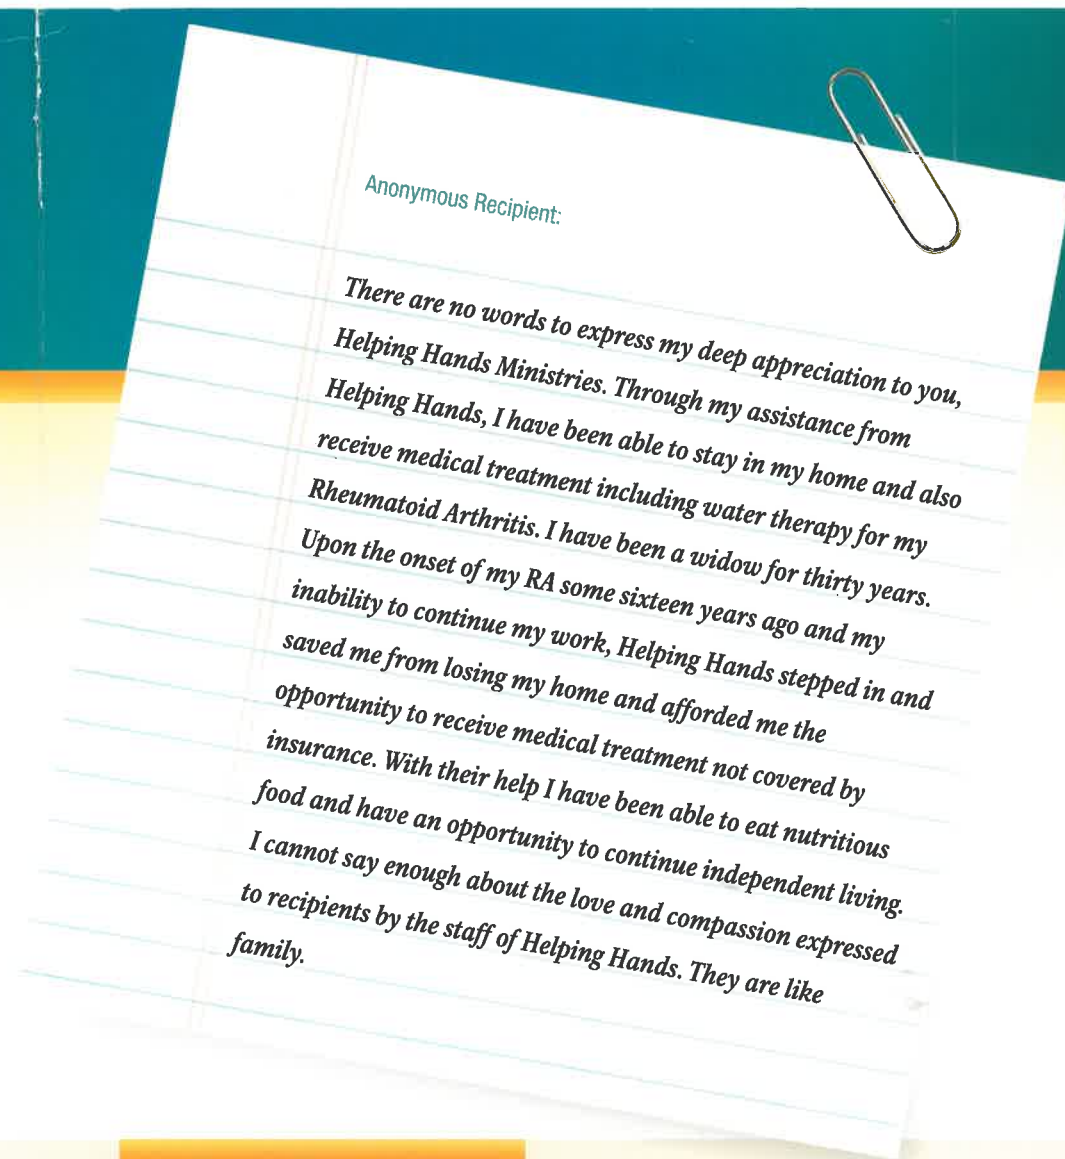 Anonymous Recipient:
There are no words to express my deep appreciation to you,
Helping Hands Ministries. Through my assistance from
Helping Hands, I have been able to stay in my home and also
receive medical treatment including water therapy for my
Rheumatoid Arthritis. I have been a widow for thirty years.
Upon the onset of my RA some sixteen years ago and my
inability to continue my work, Helping Hands stepped in and
saved me from losing my home and afforded me the
opportunity to receive medical treatment not covered by
insurance. With their help I have been able to eat nutritious
food and have an opportunity to continue independent living.
I cannot say enough about the love and compassion expressed
to recipients by the staff of Helping Hands. They are like
family.